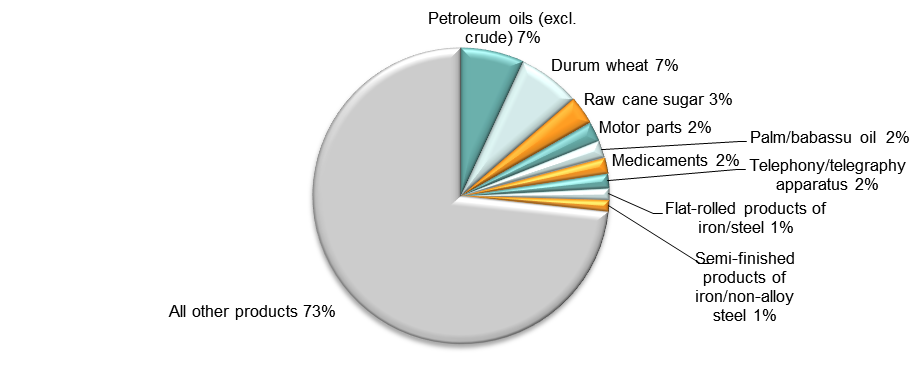 Petroleum oils (excl.
crude) 7%
Durum wheat 7%
Raw cane sugar 3%
Motor parts 2%
Palm/babassu oil 2%
Medicaments 2%
Telephony/telegraphy
apparatus 2%
Flat-rolled products of
iron/steel 1%
Semi-finished
products of
iron/non-alloy
steel 1%
All other products 73%